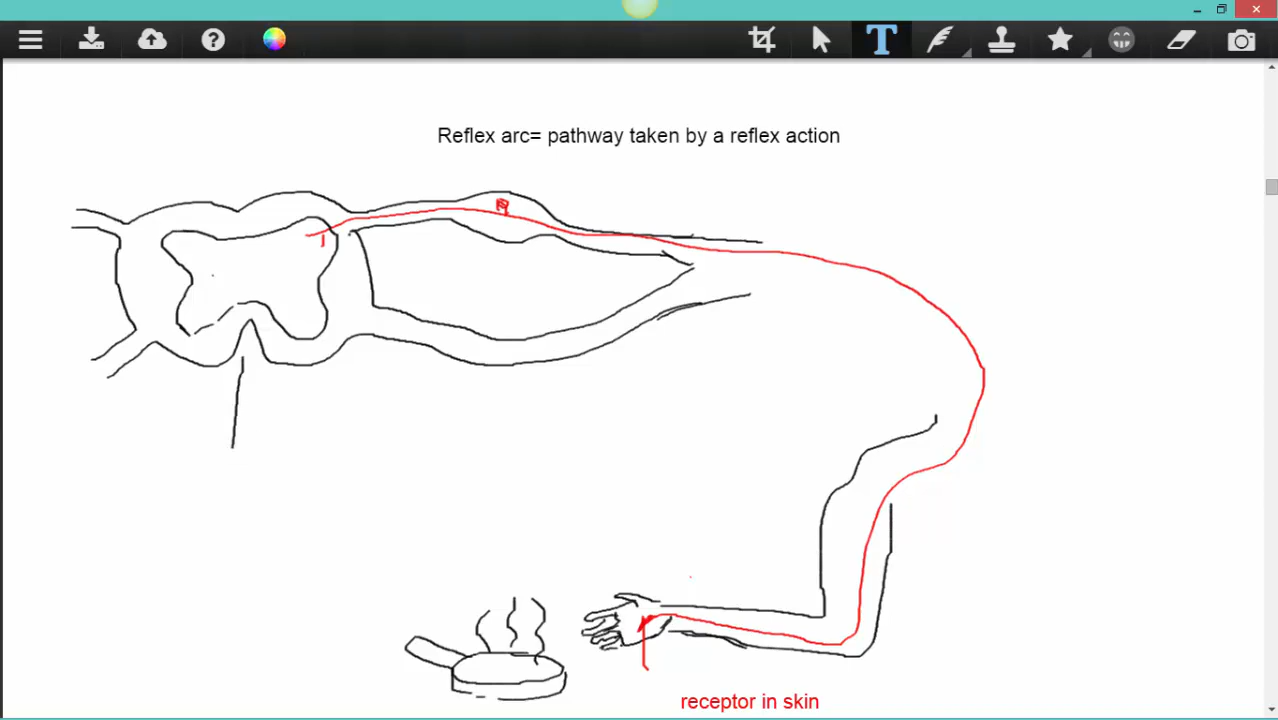 Reflex arc= pathway taken by a reflex action
receptor in skin